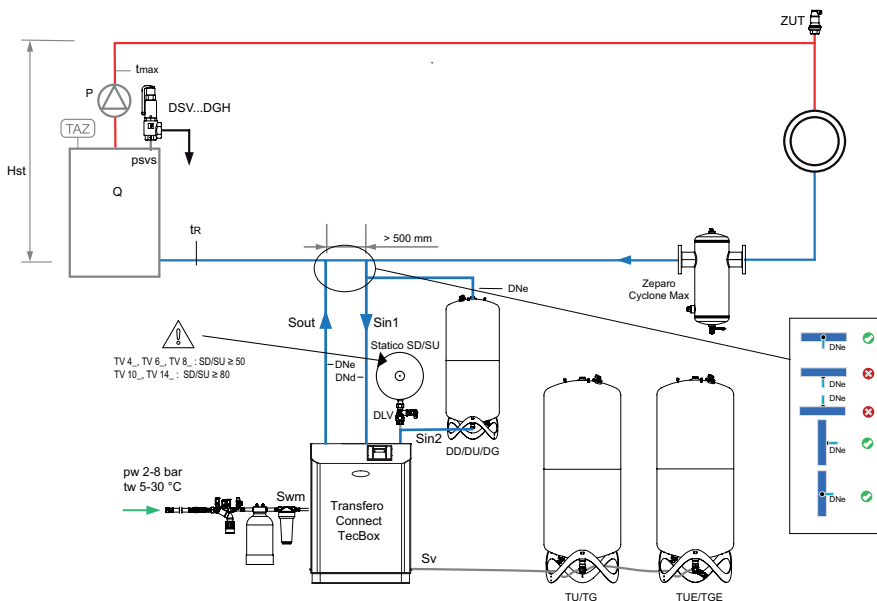 ZUT
tmax
P
DSV...DGH
TAZ
psvs
Hst
Q
tR
> 500 mm
DNe
Zeparo
Cyclone Max
Sout
Sin1
Statico SD/SU
TV 4_, TV 6_, TV 8_ : SD/SU ≥ 50
TV 10_, TV 14_ : SD/SU ≥ 80
DNe
DNd
DLV
Sin2
DD/DU/DG
DNe
DNe
DNe
DNe
DNe
pw 2-8 bar
tw 5-30 °C
Swm
Transfero
Connect
TecBox
Sv
TU/TG
TUE/TGE